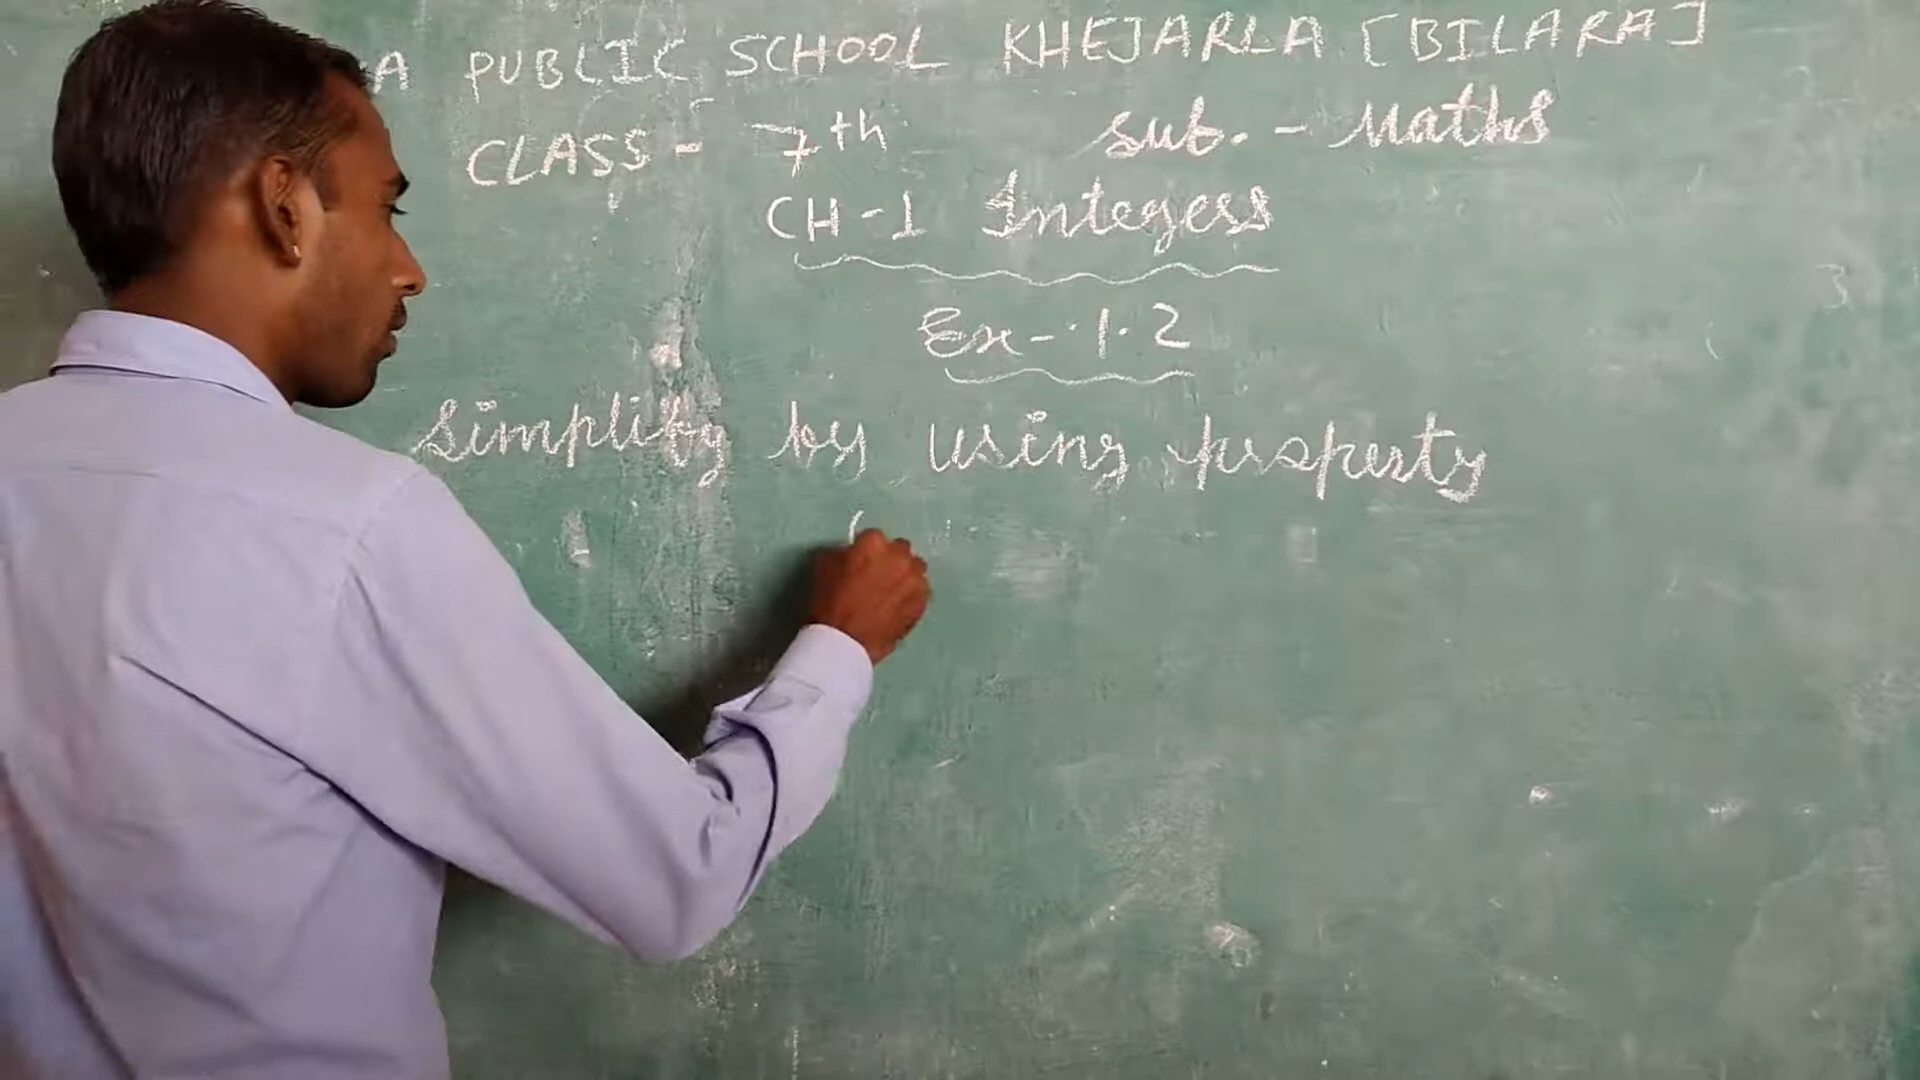 A PUBLIC SCHOOL KHEJARLA [BILARA]
CLASS - 7th sub. - Maths
CH-1 Integers
Ex-1.2
simplify by using property
(